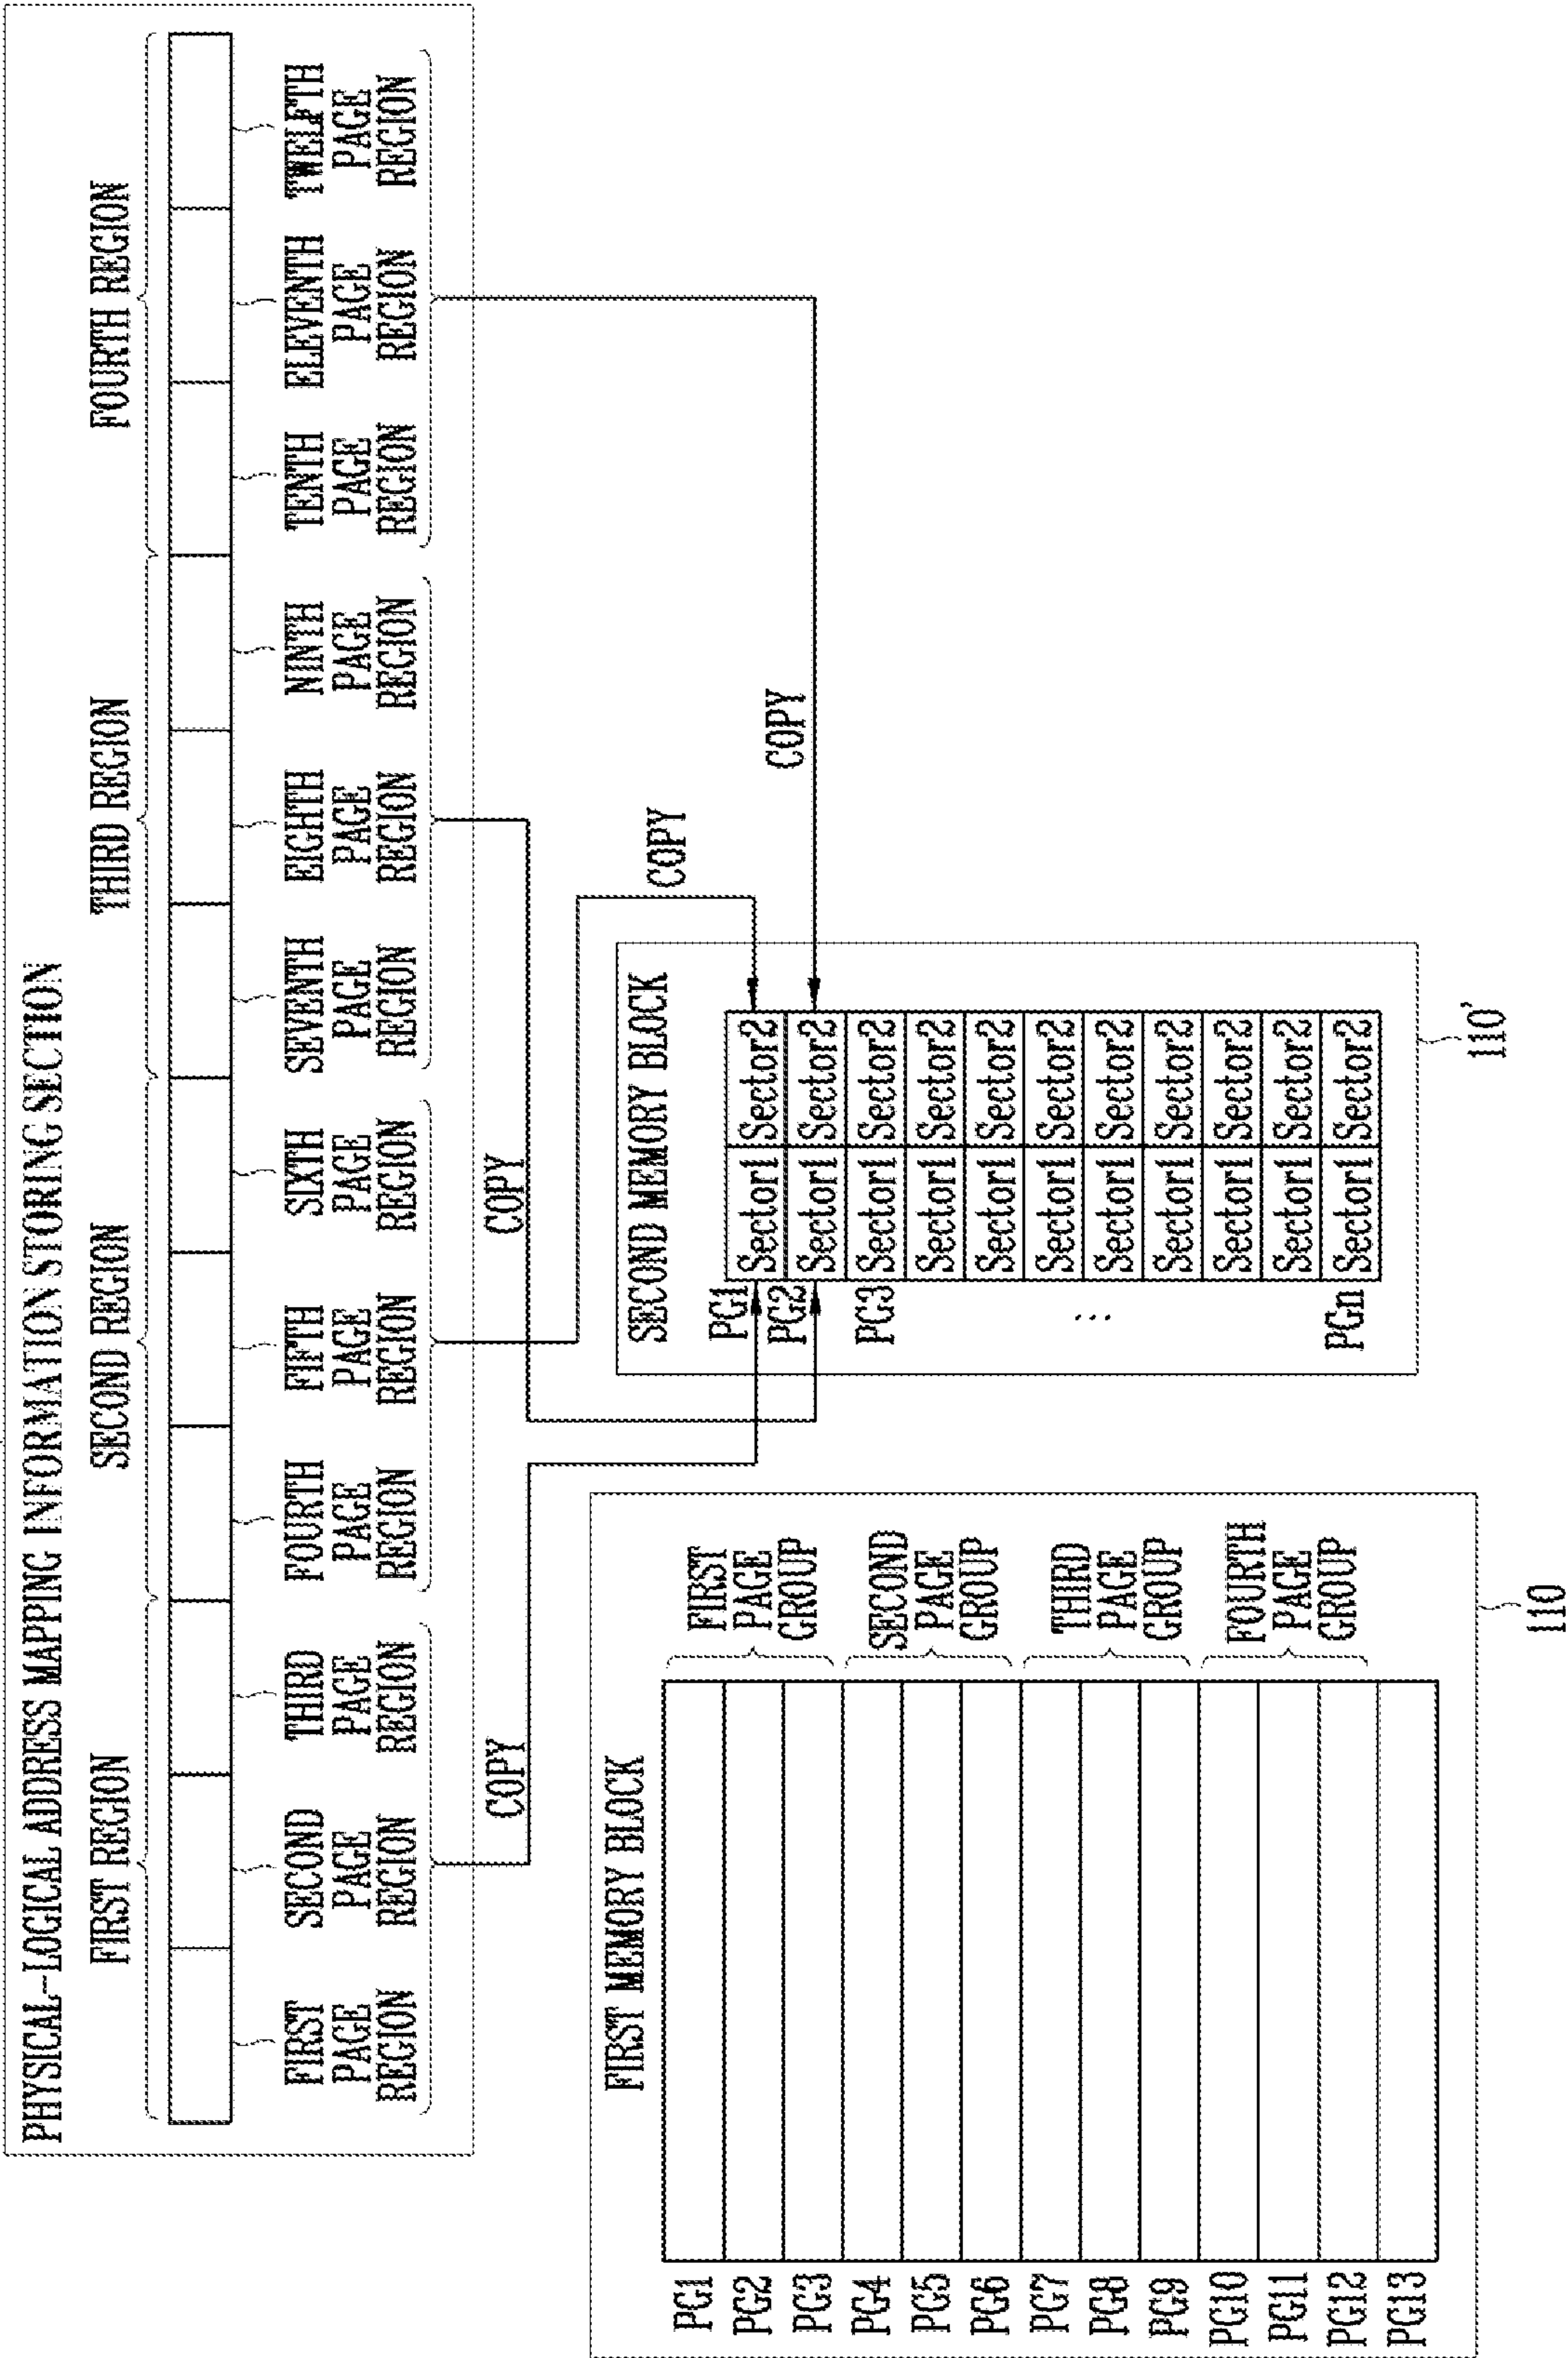 PHYSICAL-LOGICAL ADDRESS MAPPING INFORMATION STORING SECTION
FIRST REGION
SECOND REGION
THIRD REGION
FOURTH REGION
FIRST
PAGE
REGION
SECOND
PAGE
REGION
THIRD
PAGE
REGION
FOURTH
PAGE
REGION
FIFTH
PAGE
REGION
SIXTH
PAGE
REGION
SEVENTH
PAGE
REGION
EIGHTH
PAGE
REGION
NINTH
PAGE
REGION
TENTH
PAGE
REGION
ELEVENTH
PAGE
REGION
TWELFTH
PAGE
REGION
COPY
COPY
COPY
COPY
FIRST MEMORY BLOCK
PG1
PG2
PG3
PG4
PG5
PG6
PG7
PG8
PG9
PG10
PG11
PG12
PG13
FIRST
PAGE
GROUP
SECOND
PAGE
GROUP
THIRD
PAGE
GROUP
FOURTH
PAGE
GROUP
110
SECOND MEMORY BLOCK
PG1 Sector1 Sector2
PG2 Sector1 Sector2
PG3 Sector1 Sector2
Sector1 Sector2
Sector1 Sector2
Sector1 Sector2
... Sector1 Sector2
Sector1 Sector2
Sector1 Sector2
Sector1 Sector2
PGn Sector1 Sector2
110'